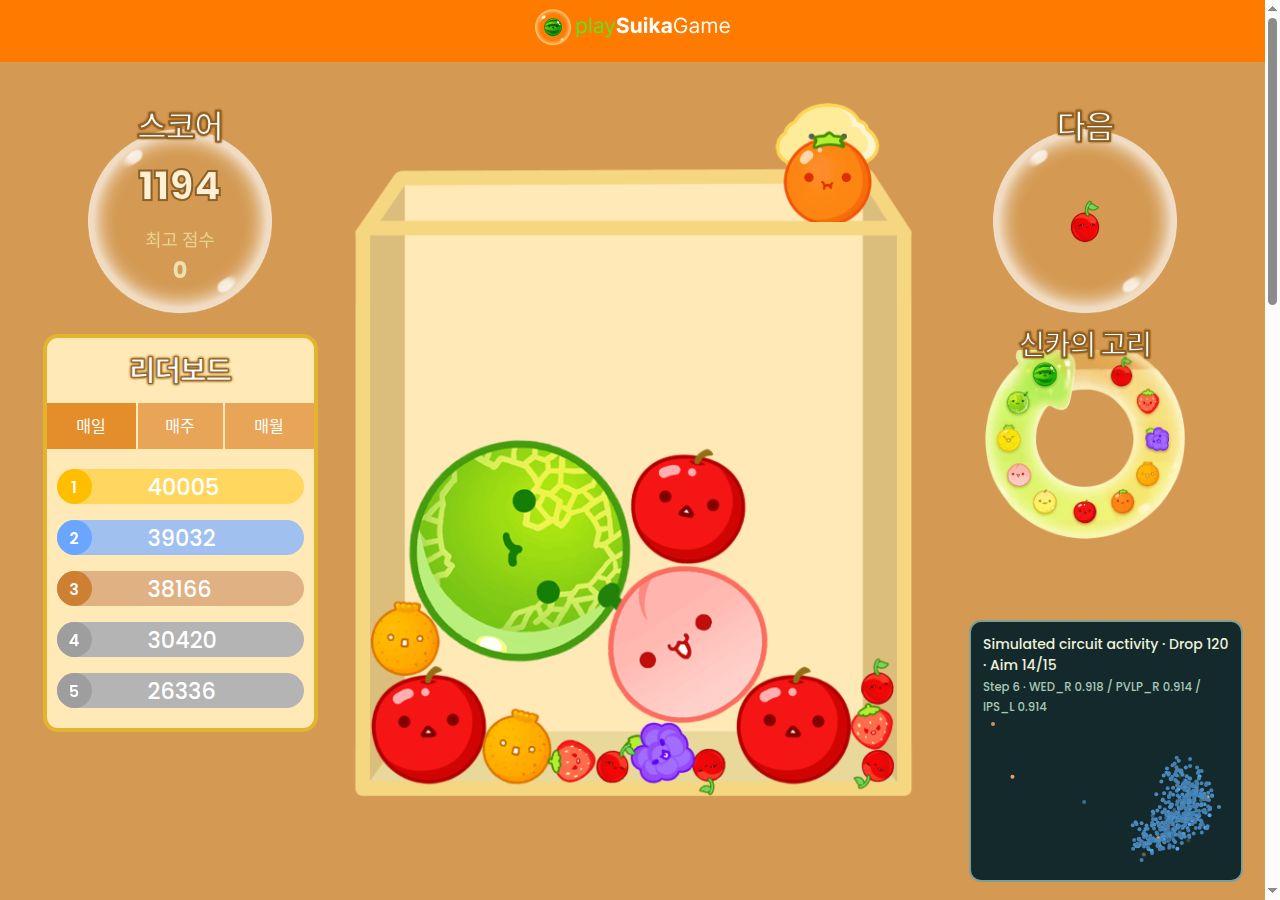 playSuikaGame
스코어
1194
최고 점수
0
다음
신카의 고리
리더보드
매일 매주 매월
1 40005
2 39032
3 38166
4 30420
5 26336
Simulated circuit activity · Drop 120
· Aim 14/15
Step 6 · WED_R 0.918 / PVLP_R 0.914 /
IPS_L 0.914